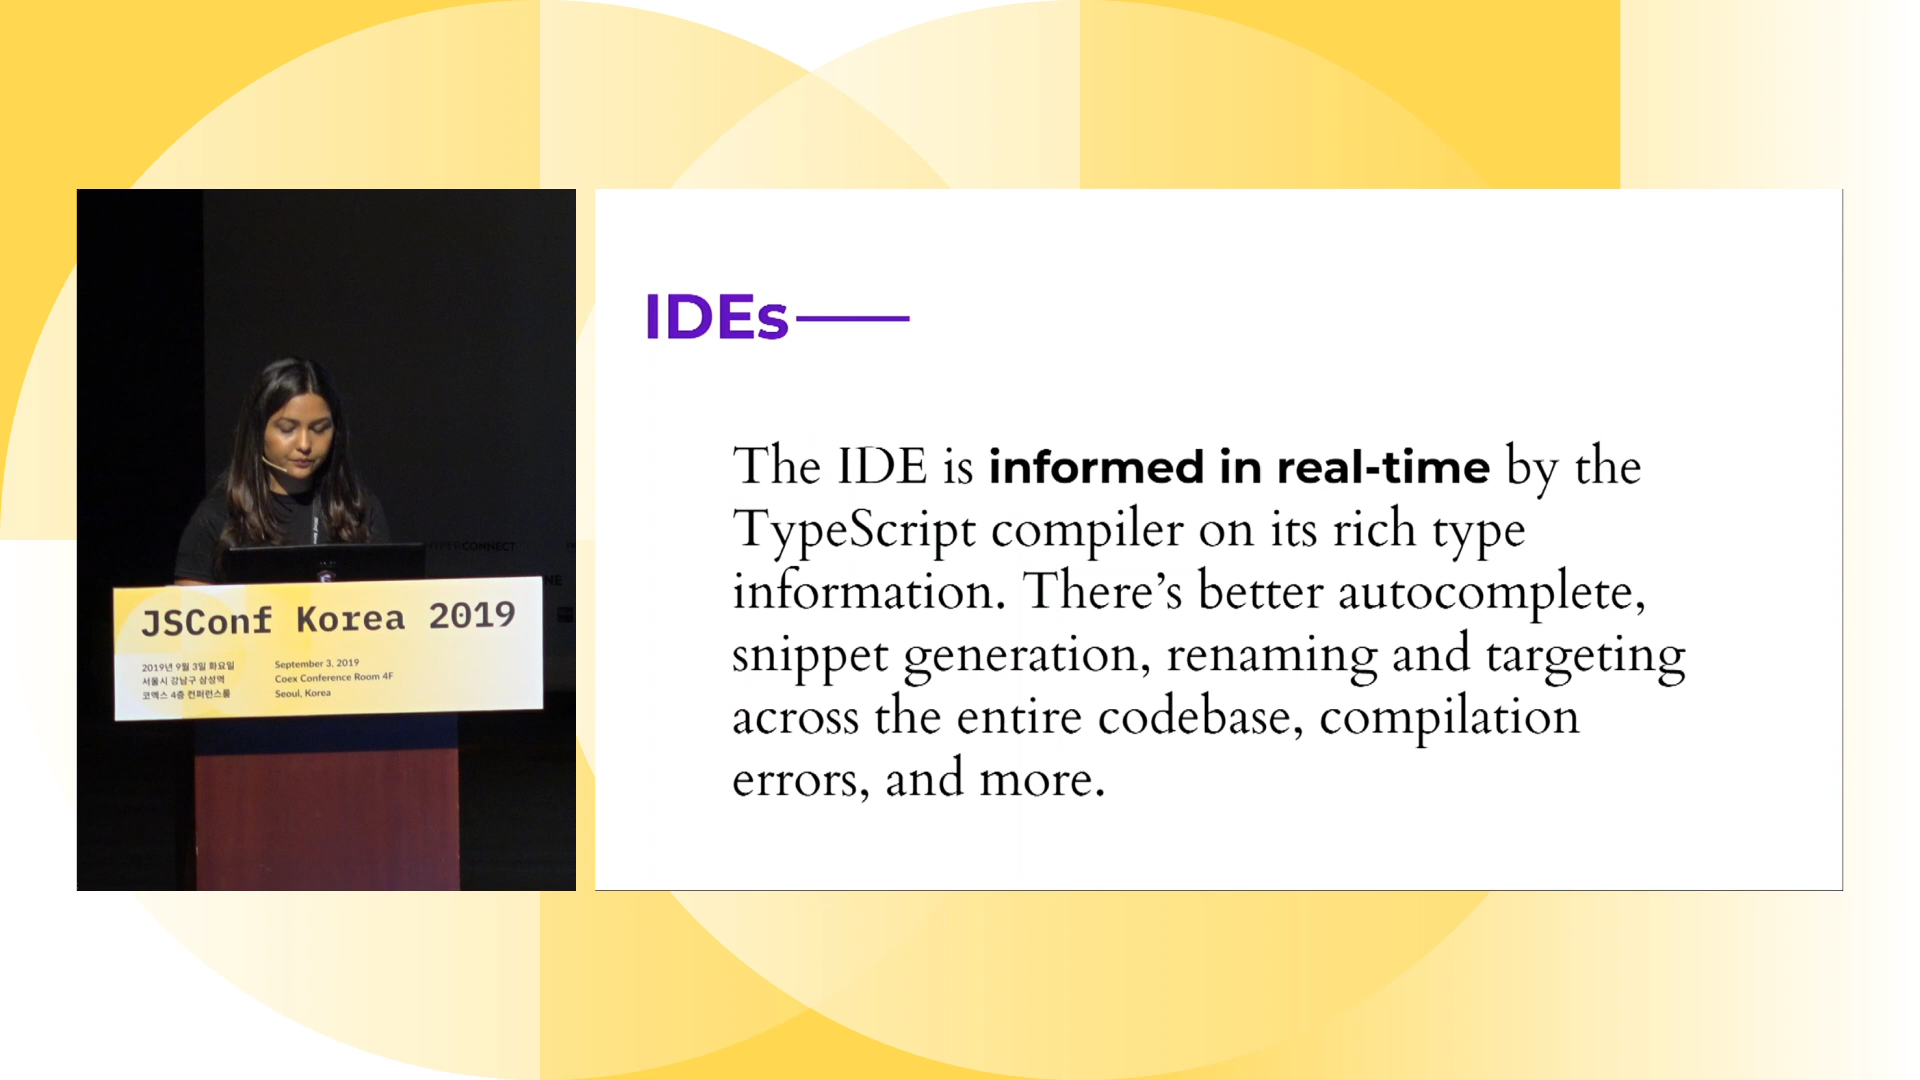 JSConf Korea 2019
2019년 9월 3일 화요일
서울시 강남구 삼성역
코엑스 4층 컨퍼런스룸
September 3, 2019
Coex Conference Room 4F
Seoul, Korea
IDEs
The IDE is informed in real-time by the
TypeScript compiler on its rich type
information. There’s better autocomplete,
snippet generation, renaming and targeting
across the entire codebase, compilation
errors, and more.